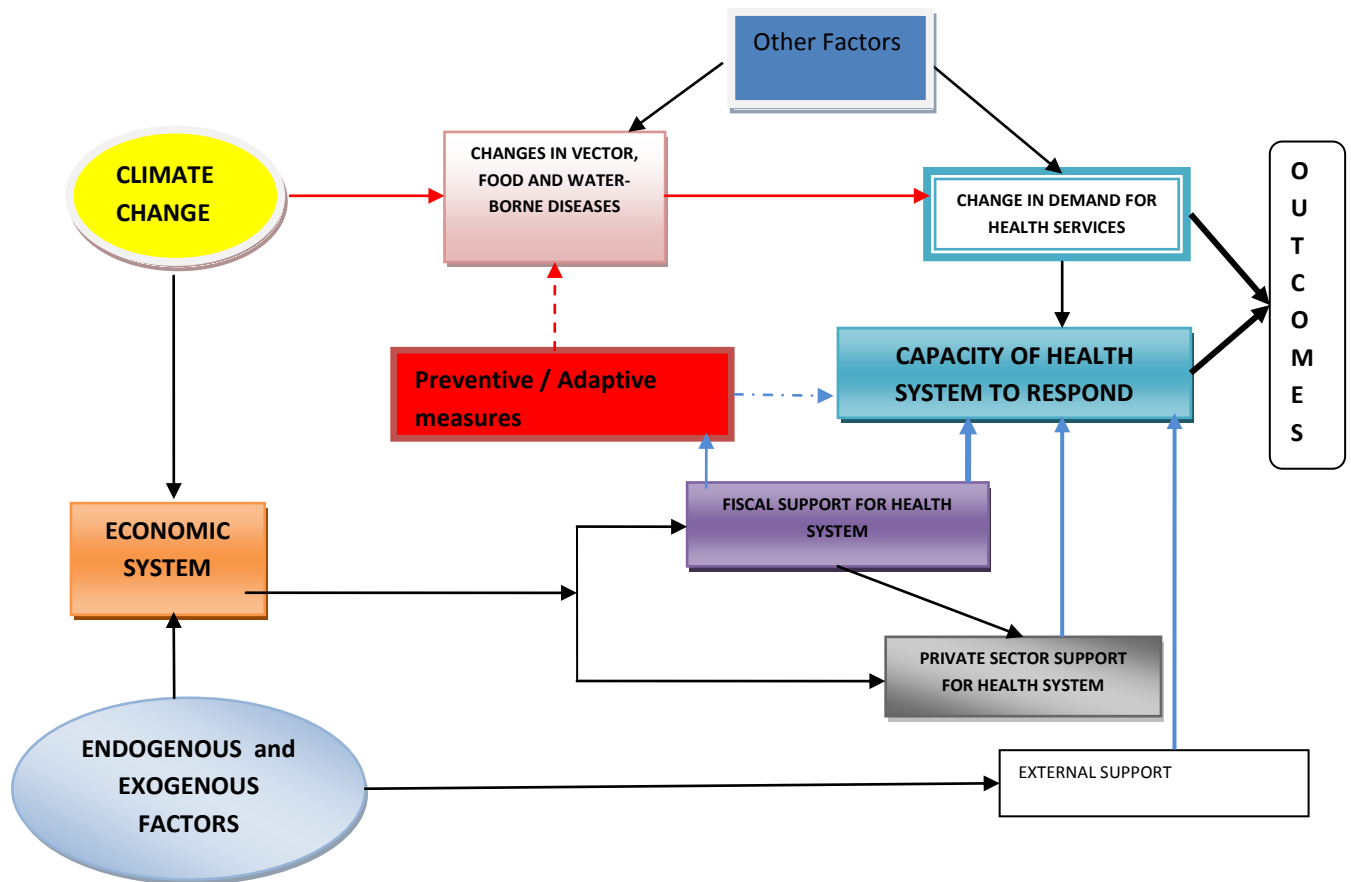 Other Factors
CLIMATE
CHANGE
CHANGES IN VECTOR,
FOOD AND WATER-
BORNE DISEASES
CHANGE IN DEMAND FOR
HEALTH SERVICES
O
U
T
C
O
M
E
S
Preventive / Adaptive
measures
CAPACITY OF HEALTH
SYSTEM TO RESPOND
ECONOMIC
SYSTEM
FISCAL SUPPORT FOR HEALTH
SYSTEM
PRIVATE SECTOR SUPPORT
FOR HEALTH SYSTEM
ENDOGENOUS and
EXOGENOUS
FACTORS
EXTERNAL SUPPORT